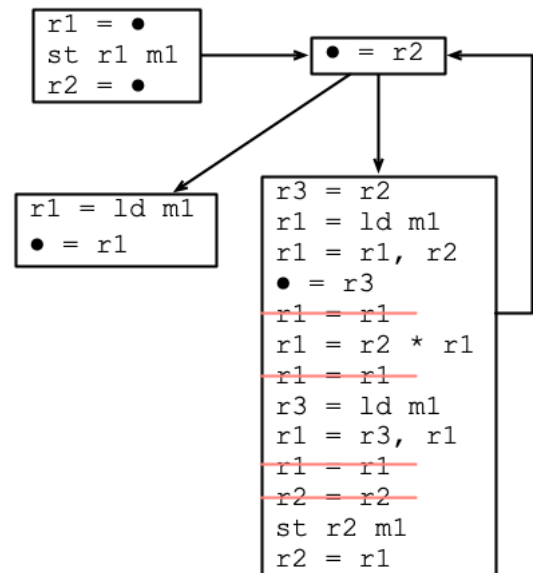 r1 = ●
st r1 m1
r2 = ●
● = r2
r1 = ld m1
● = r1
r3 = r2
r1 = ld m1
r1 = r1, r2
● = r3
r1 = r1
r1 = r2 * r1
r1 = r1
r3 = ld m1
r1 = r3, r1
r1 = r1
r2 = r2
st r2 m1
r2 = r1